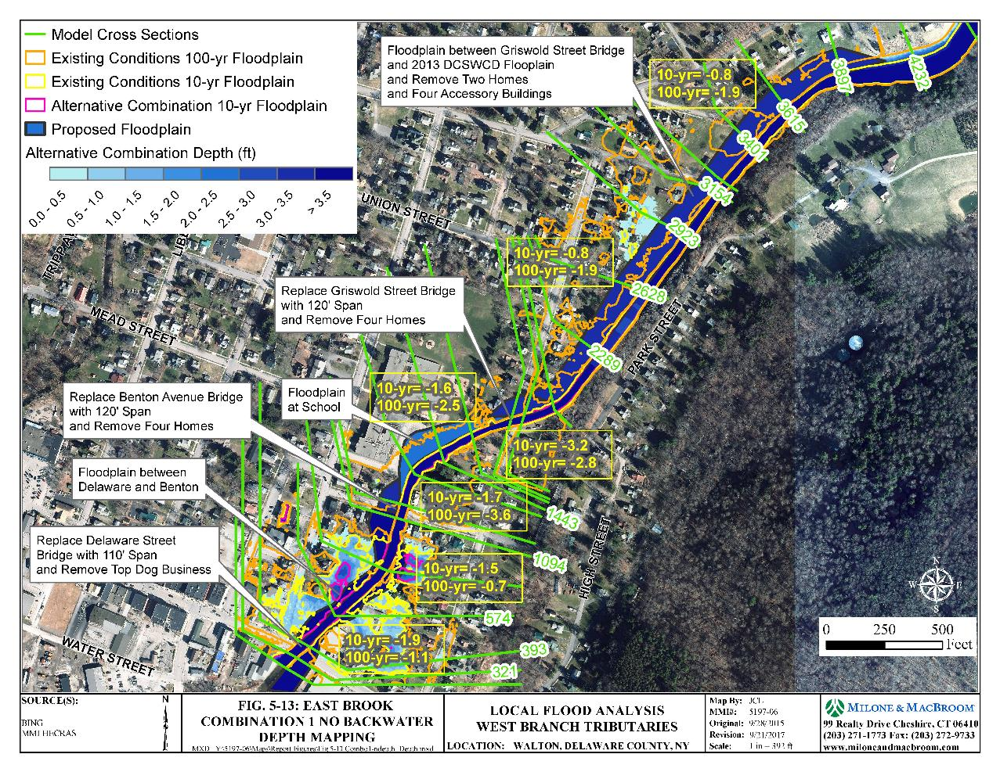 Model Cross Sections
Existing Conditions 100-yr Floodplain
Existing Conditions 10-yr Floodplain
Alternative Combination 10-yr Floodplain
Proposed Floodplain
Alternative Combination Depth (ft)
0.0 - 0.5
0.5 - 1.0
1.0 - 1.5
1.5 - 2.0
2.0 - 2.5
2.5 - 3.0
3.0 - 3.5
> 3.5
Floodplain between Griswold Street Bridge
and 2013 DCSWCD Flooplain
and Remove Two Homes
and Four Accessory Buildings
10-yr= -0.8
100-yr= -1.9
3897
4232
3615
3401
3154
2923
UNION STREET
10-yr= -0.8
100-yr= -1.9
2628
Replace Griswold Street Bridge
with 120' Span
and Remove Four Homes
MEAD STREET
PARK STREET
2289
10-yr= -1.6
100-yr= -2.5
Floodplain
at School
Replace Benton Avenue Bridge
with 120' Span
and Remove Four Homes
10-yr= -3.2
100-yr= -2.8
Floodplain between
Delaware and Benton
10-yr= -1.7
100-yr= -3.6
1443
1094
HIGH STREET
Replace Delaware Street
Bridge with 110' Span
and Remove Top Dog Business
10-yr= -1.5
100-yr= -0.7
574
10-yr= -1.9
100-yr= -1.1
393
321
WATER STREET
N
W E
S
0 250 500
Feet
SOURCE(S):
BING
MMI HECRAS
N
FIG. 5-13: EAST BROOK
COMBINATION 1 NO BACKWATER
DEPTH MAPPING
LOCAL FLOOD ANALYSIS
WEST BRANCH TRIBUTARIES
LOCATION: WALTON, DELAWARE COUNTY, NY
Map By: JCL
MMI#: 5197-06
Original: 9/28/2015
Revision: 9/21/2017
Scale: 1 in = 392 ft
MILONE & MACBROOM
99 Realty Drive Cheshire, CT 06410
(203) 271-1773 Fax: (203) 272-9733
www.miloneandmacbroom.com